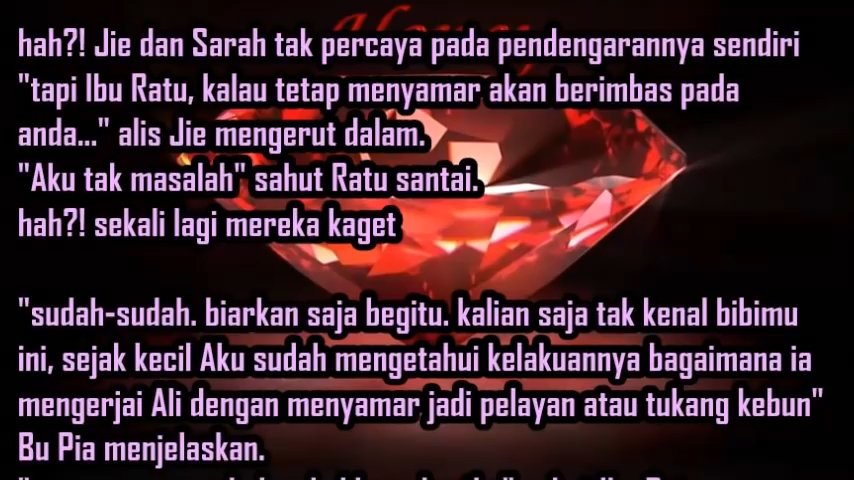 hah?! Jie dan Sarah tak percaya pada pendengarannya sendiri
"tapi Ibu Ratu, kalau tetap menyamar akan berimbas pada
anda..." alis Jie mengerut dalam.
"Aku tak masalah" sahut Ratu santai.
hah?! sekali lagi mereka kaget
"sudah-sudah. biarkan saja begitu. kalian saja tak kenal bibimu
ini, sejak kecil Aku sudah mengetahui kelakuannya bagaimana ia
mengerjai Ali dengan menyamar jadi pelayan atau tukang kebun"
Bu Pia menjelaskan.